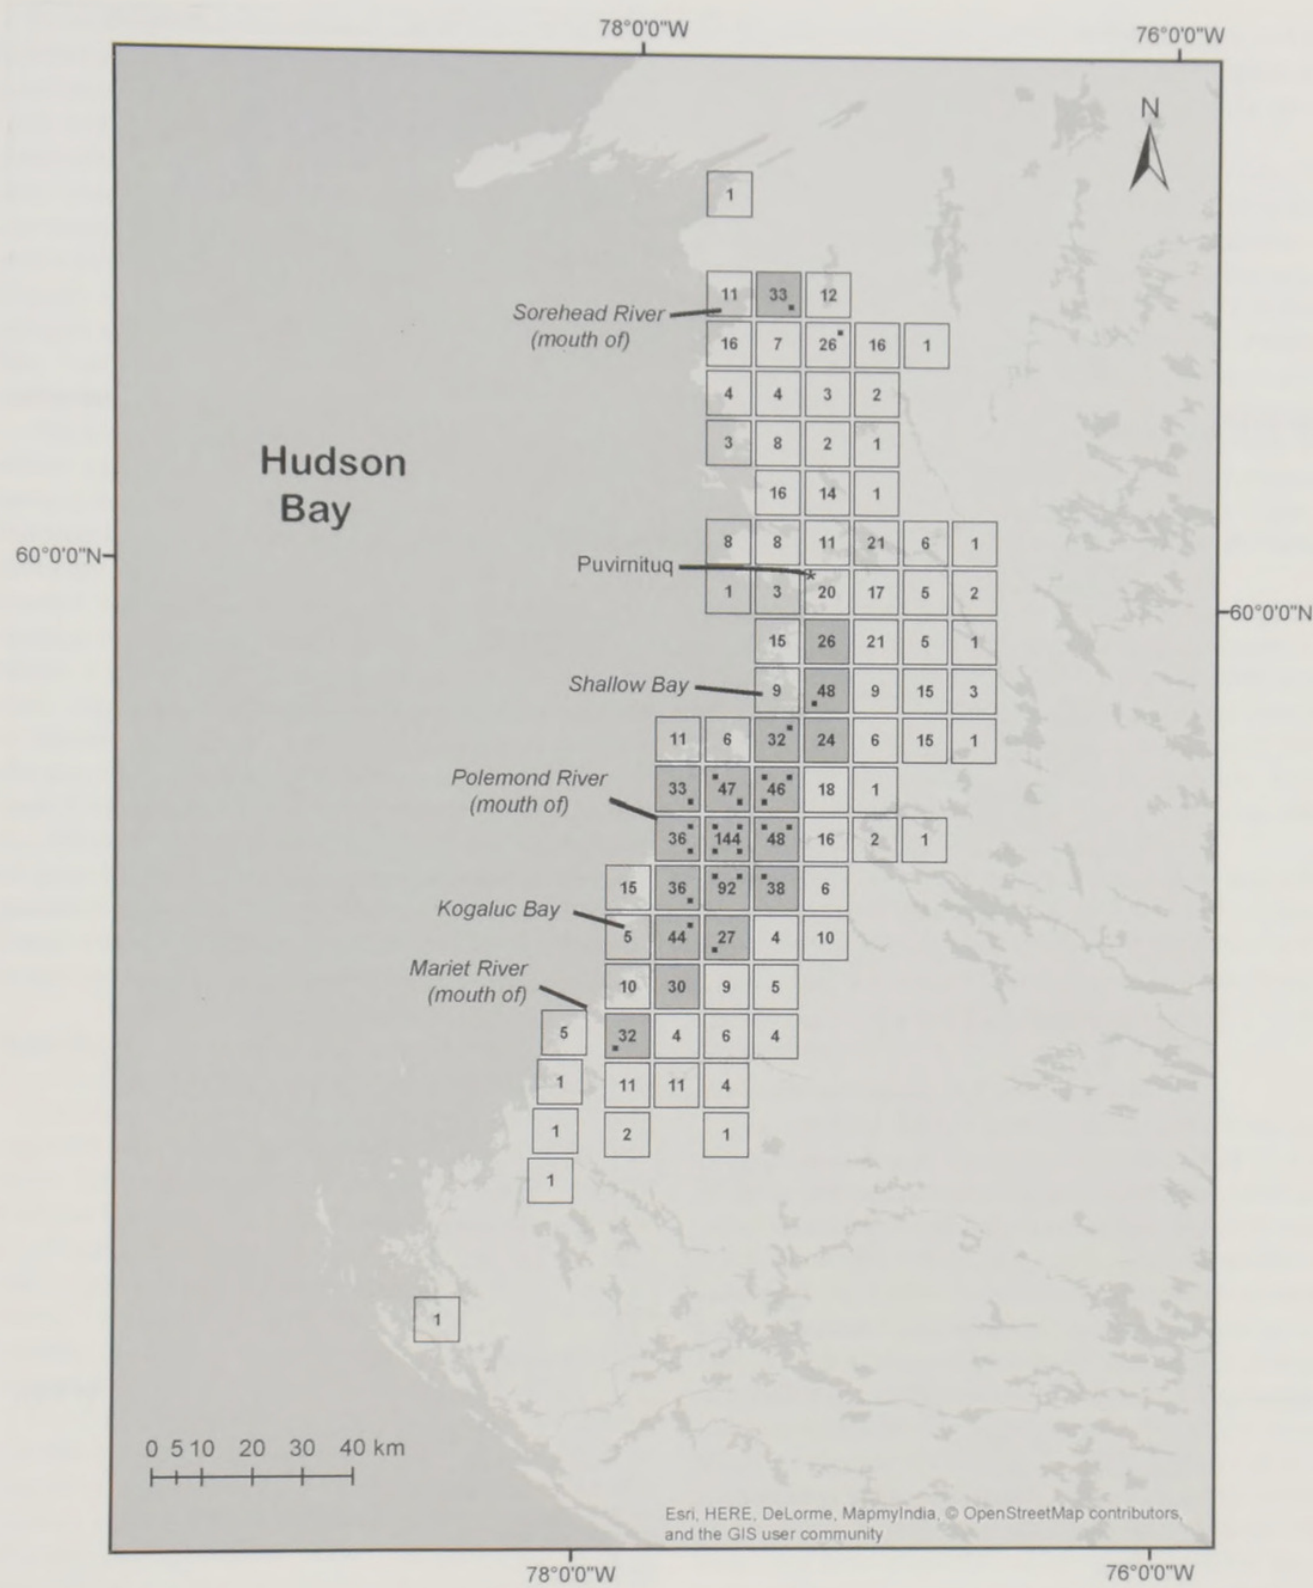 78°0'0"W 76°0'0"W
N
1
11 33 12
Sorehead River
(mouth of)
16 7 26 16 1
4 4 3 2
3 8 2 1
Hudson
Bay
16 14 1
8 8 11 21 6 1
60°0'0"N
Puvirnituq
*
1 3 20 17 5 2
60°0'0"N
15 26 21 5 1
Shallow Bay
9 48 9 15 3
11 6 32 24 6 15 1
Polemond River
(mouth of)
33 47 46 18 1
36 144 48 16 2 1
15 36 92 38 6
Kogaluc Bay
5 44 27 4 10
Mariet River
(mouth of)
10 30 9 5
5 32 4 6 4
1 11 11 4
1 2 1
1
1
0 5 10 20 30 40 km
Esri, HERE, DeLorme, MapmyIndia, © OpenStreetMap contributors,
and the GIS user community
78°0'0"W 76°0'0"W